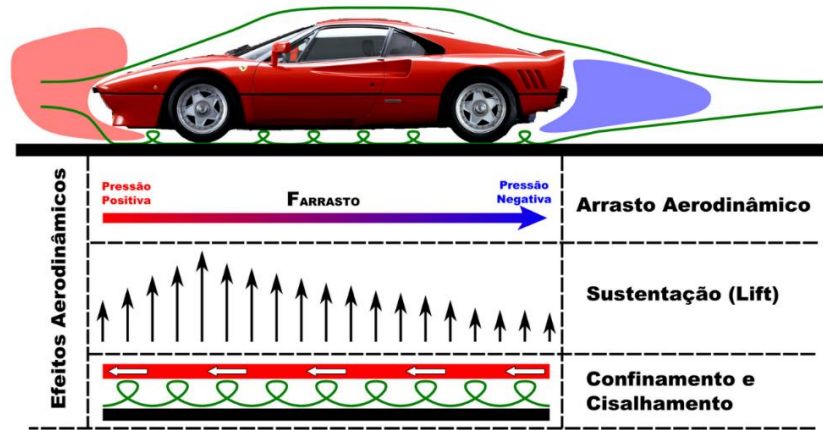 Efeitos Aerodinâmicos
Pressão
Positiva
FARRASTO
Pressão
Negativa
Arrasto Aerodinâmico
Sustentação (Lift)
Confinamento e
Cisalhamento